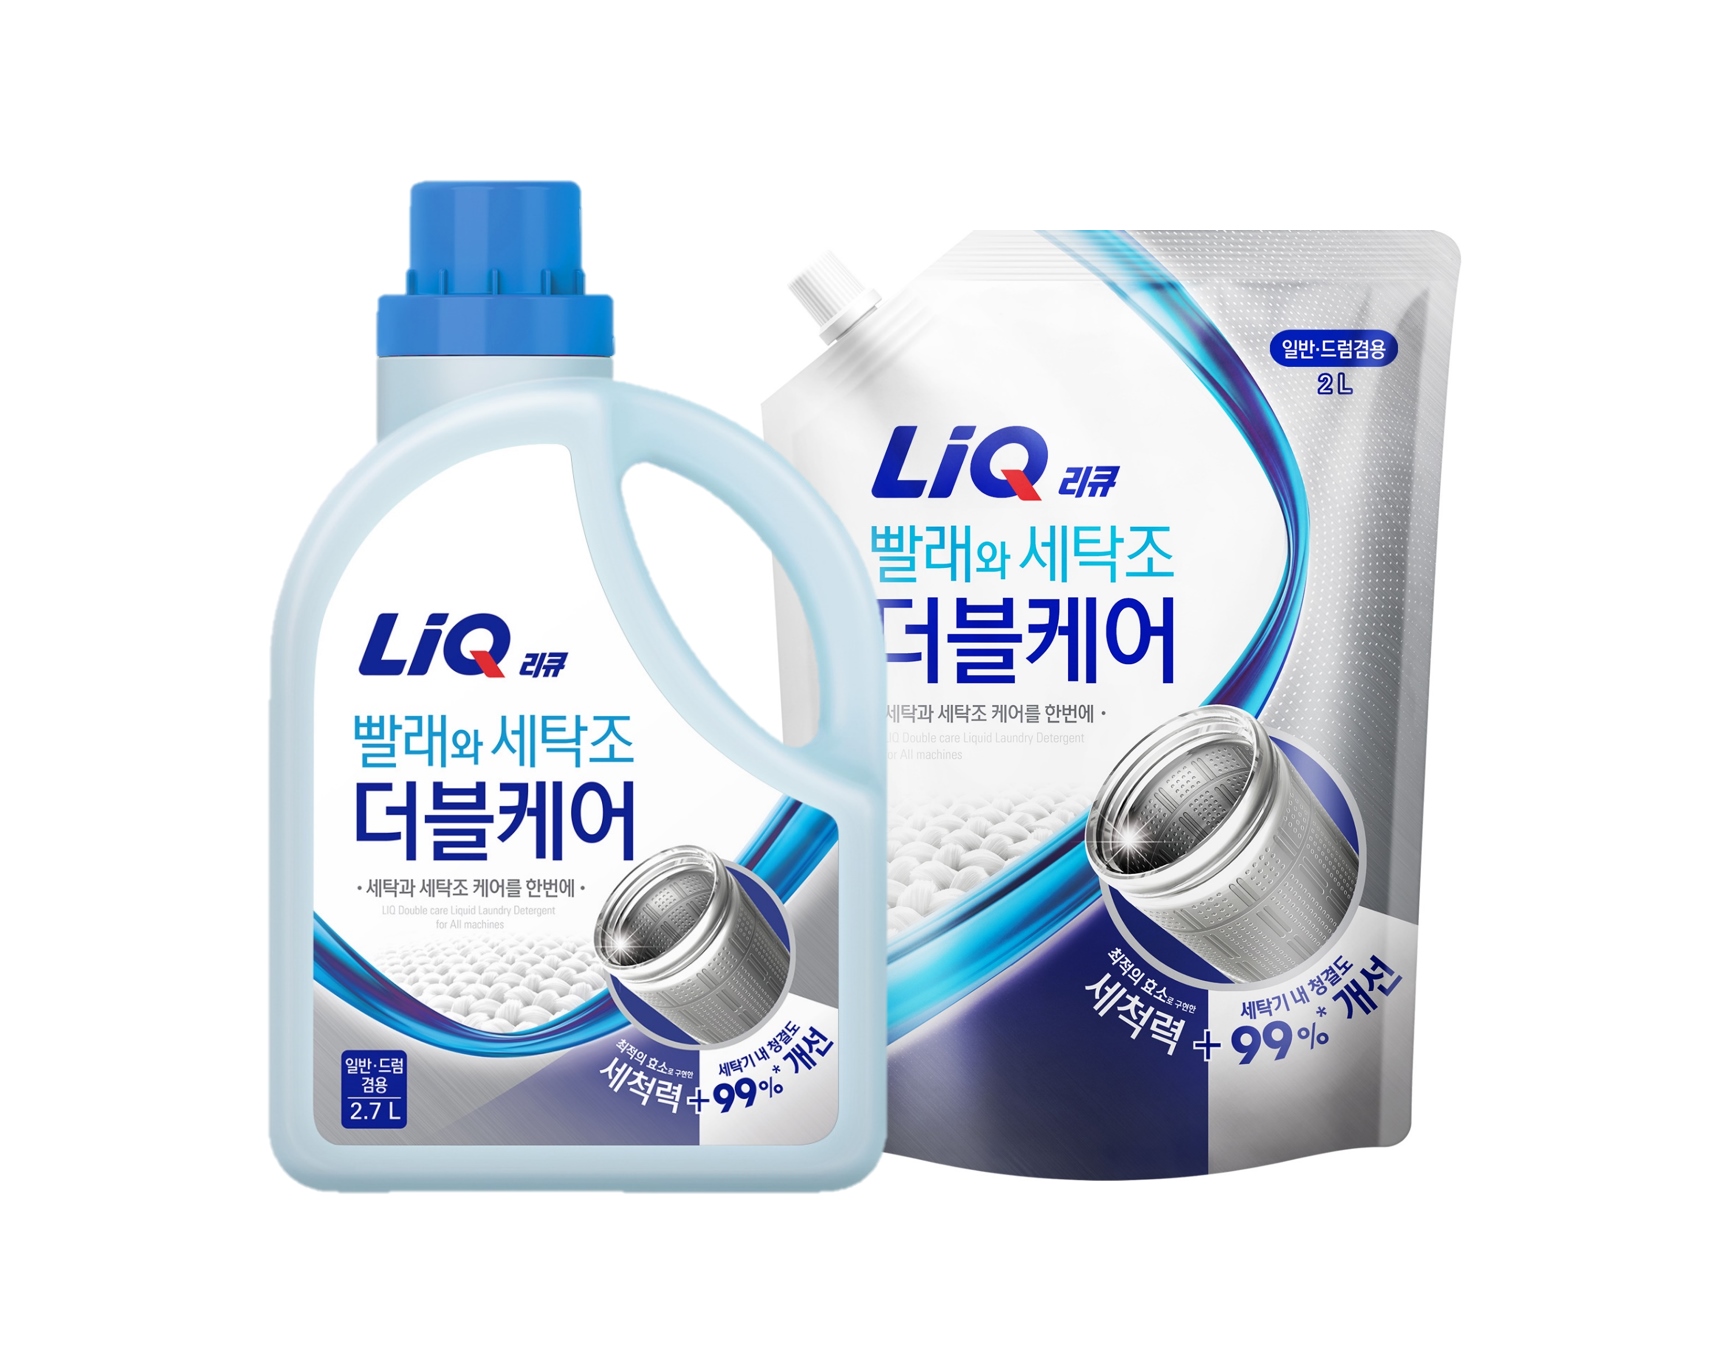 LiQ 리큐
빨래와 세탁조
더블케어
• 세탁과 세탁조 케어를 한번에 •
LIQ Double care Liquid Laundry Detergent
for All machines
최적의 효소로 구현한
세척력
+
세탁기 내 청결도
99%* 개선
일반·드럼
겸용
2.7 L
일반·드럼겸용
2 L
LiQ 리큐
빨래와 세탁조
더블케어
세탁과 세탁조 케어를 한번에 •
IQ Double care Liquid Laundry Detergent
or All machines
최적의 효소로 구현한
세척력
+
세탁기 내 청결도
99%* 개선